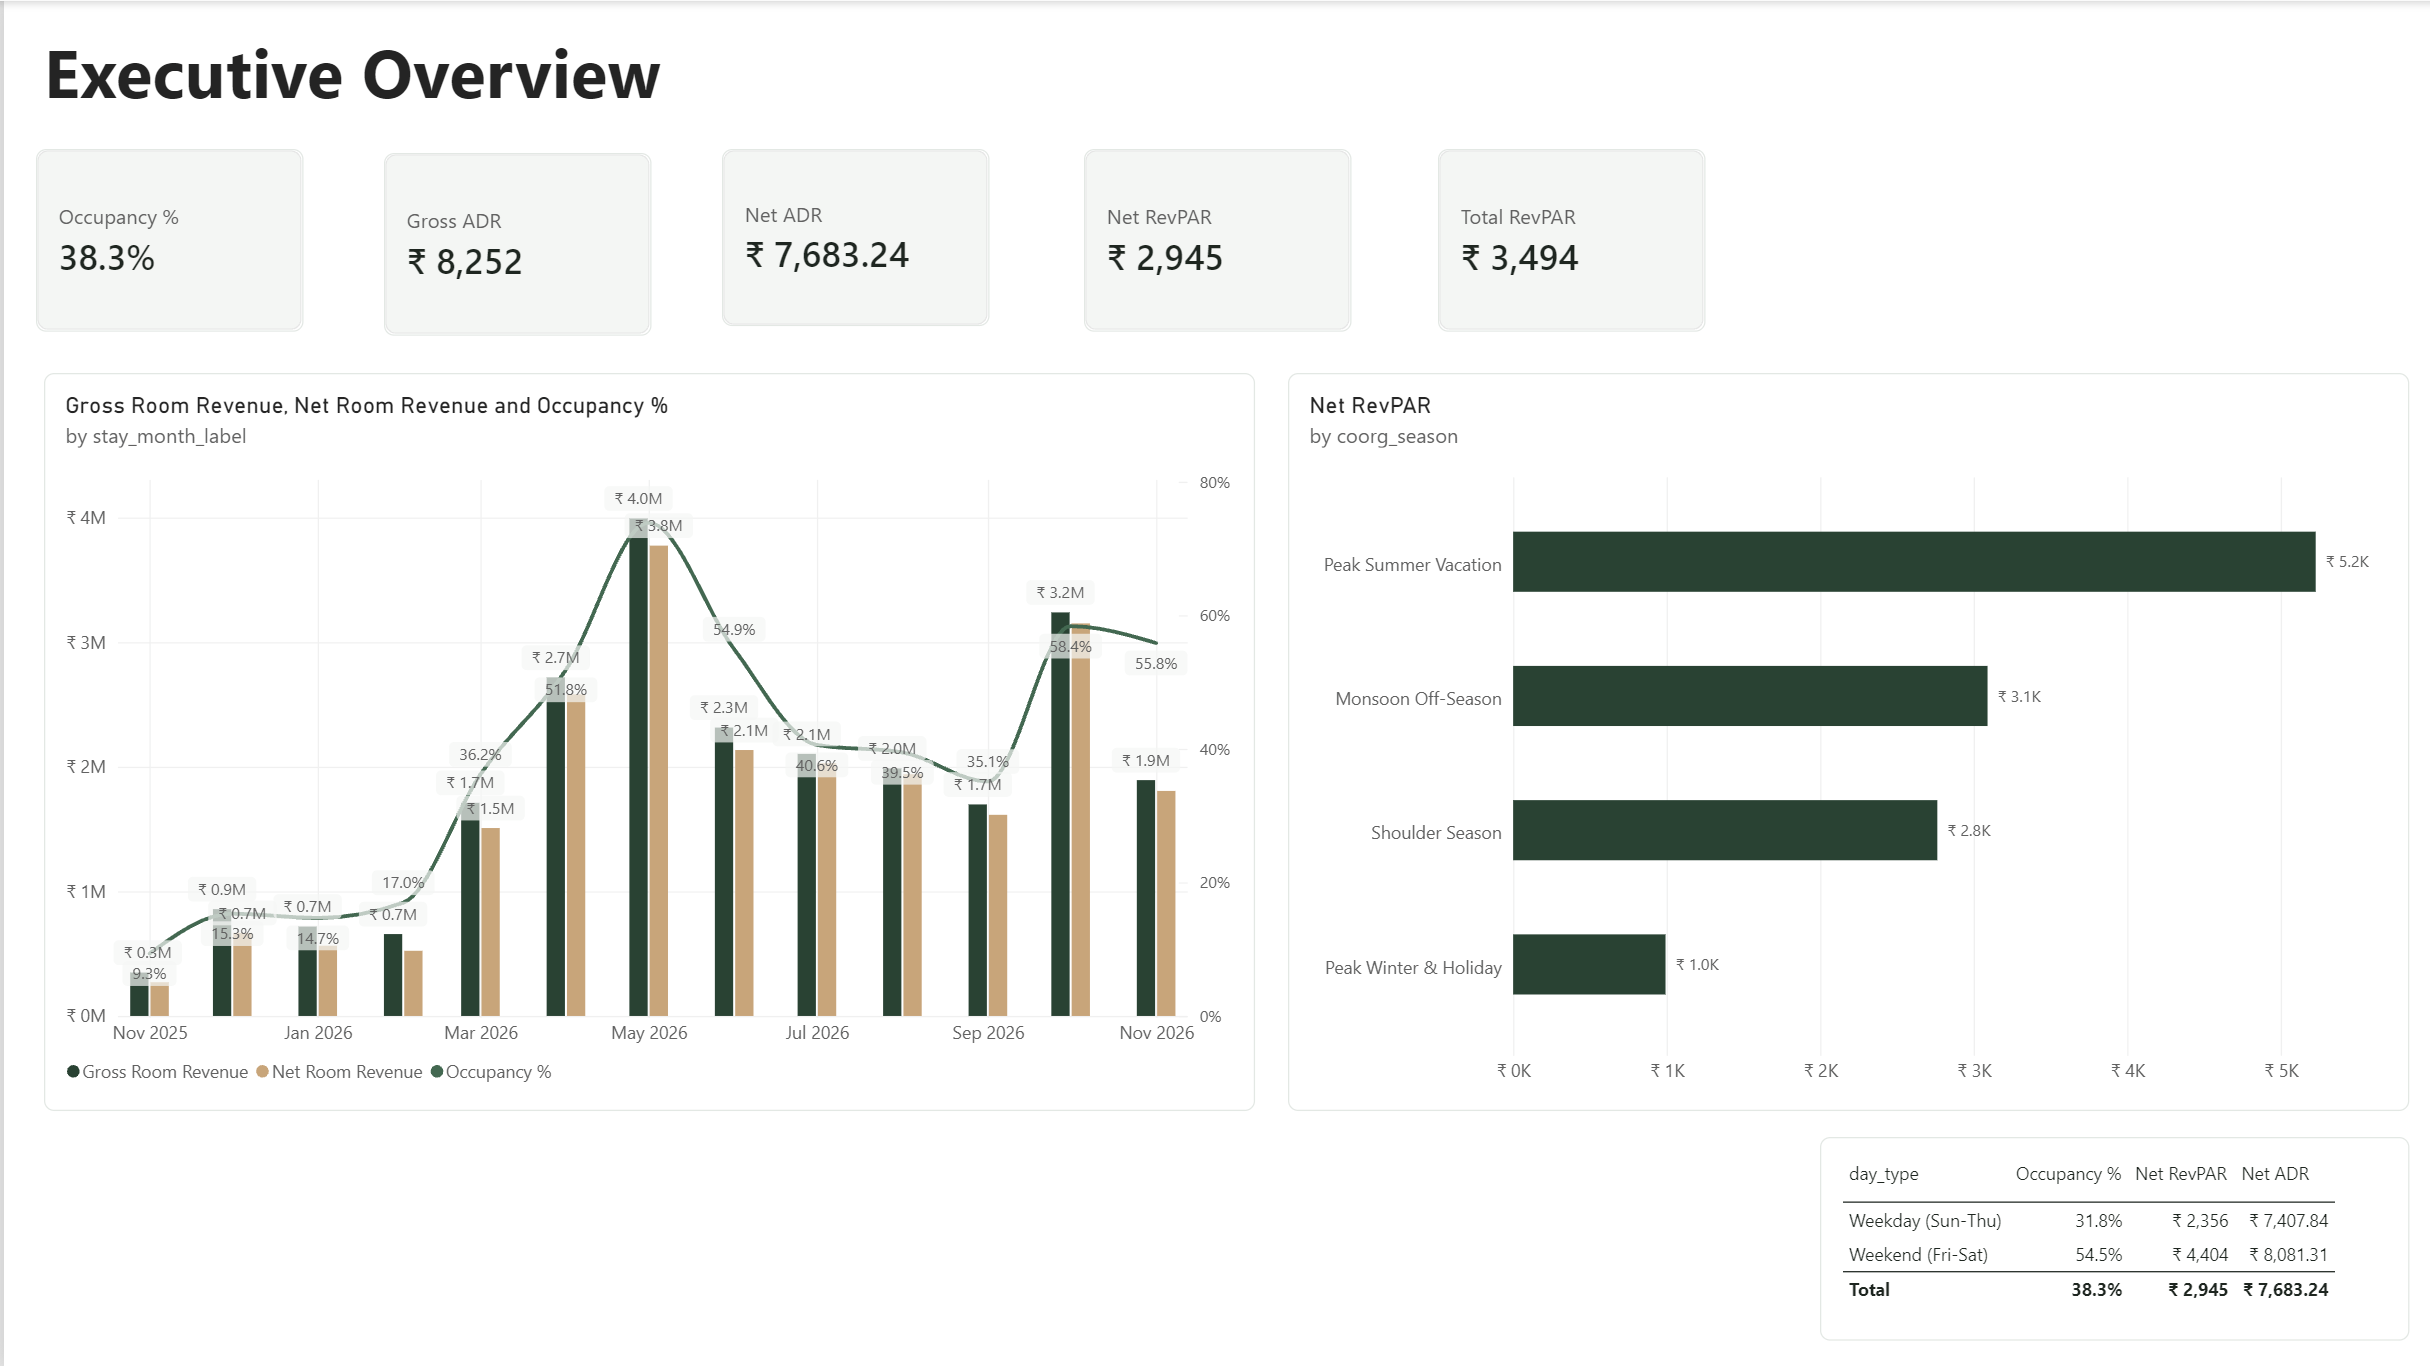 Executive Overview
Occupancy %
38.3%
Gross ADR
₹ 8,252
Net ADR
₹ 7,683.24
Net RevPAR
₹ 2,945
Total RevPAR
₹ 3,494
Gross Room Revenue, Net Room Revenue and Occupancy %
by stay_month_label
80%
60%
40%
20%
0%
₹ 4M
₹ 3M
₹ 2M
₹ 1M
₹ 0M
₹ 0.3M
9.3%
₹ 0.9M
₹ 0.7M
15.3%
₹ 0.7M
14.7%
17.0%
₹ 0.7M
36.2%
₹ 1.7M
₹ 1.5M
₹ 2.7M
51.8%
₹ 4.0M
₹ 3.8M
54.9%
₹ 2.3M
₹ 2.1M
₹ 2.1M
40.6%
₹ 2.0M
39.5%
35.1%
₹ 1.7M
₹ 3.2M
58.4%
55.8%
₹ 1.9M
Nov 2025 Jan 2026 Mar 2026 May 2026 Jul 2026 Sep 2026 Nov 2026
Gross Room Revenue Net Room Revenue Occupancy %
Net RevPAR
by coorg_season
Peak Summer Vacation ₹ 5.2K
Monsoon Off-Season ₹ 3.1K
Shoulder Season ₹ 2.8K
Peak Winter & Holiday ₹ 1.0K
₹ 0K ₹ 1K ₹ 2K ₹ 3K ₹ 4K ₹ 5K
day_type Occupancy % Net RevPAR Net ADR
Weekday (Sun-Thu) 31.8% ₹ 2,356 ₹ 7,407.84
Weekend (Fri-Sat) 54.5% ₹ 4,404 ₹ 8,081.31
Total 38.3% ₹ 2,945 ₹ 7,683.24